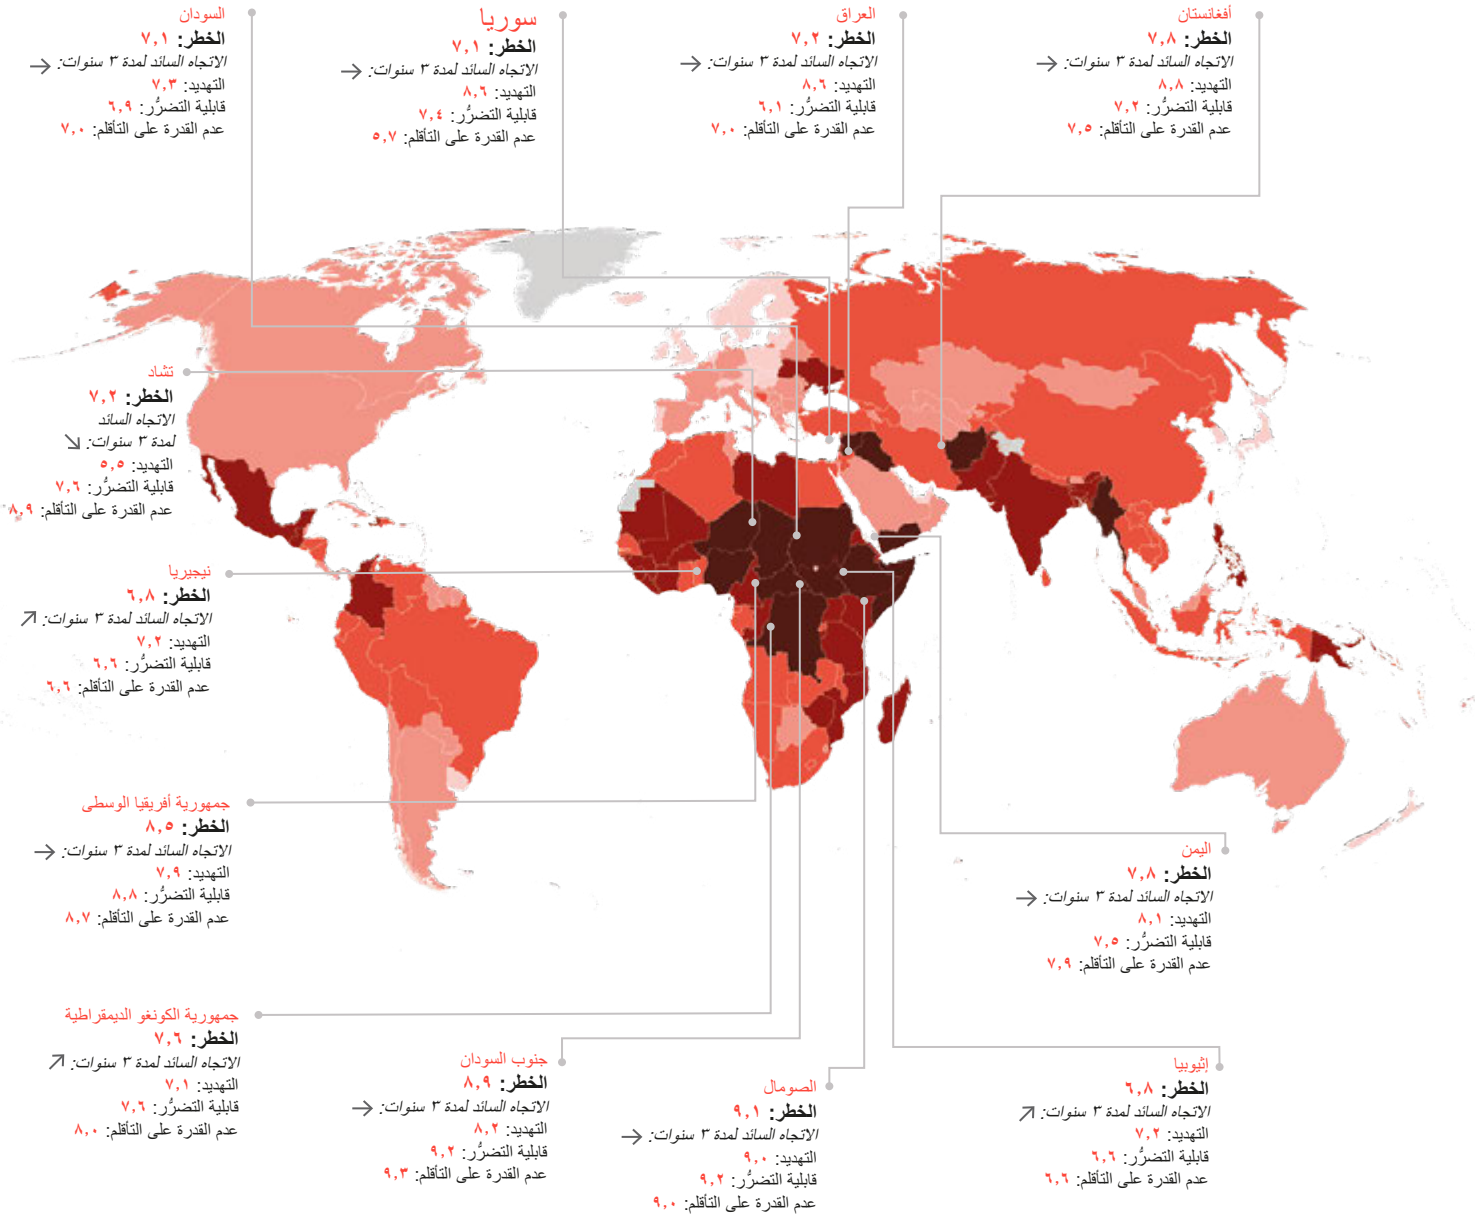 أفغانستان
الخطر: ٧,٨
الاتجاه السائد لمدة ٣ سنوات: →
التهديد: ٨,٨
قابلية التضرُّر: ٧,٢
عدم القدرة على التأقلم: ٧,٥
العراق
الخطر: ٧,٢
الاتجاه السائد لمدة ٣ سنوات: →
التهديد: ٨,٦
قابلية التضرُّر: ٦,١
عدم القدرة على التأقلم: ٧,٠
سوريا
الخطر: ٧,١
الاتجاه السائد لمدة ٣ سنوات: →
التهديد: ٨,٦
قابلية التضرُّر: ٧,٤
عدم القدرة على التأقلم: ٥,٧
السودان
الخطر: ٧,١
الاتجاه السائد لمدة ٣ سنوات: →
التهديد: ٧,٣
قابلية التضرُّر: ٦,٩
عدم القدرة على التأقلم: ٧,٠
تشاد
الخطر: ٧,٢
الاتجاه السائد
لمدة ٣ سنوات: ↘
التهديد: ٥,٥
قابلية التضرُّر: ٧,٦
عدم القدرة على التأقلم: ٨,٩
نيجيريا
الخطر: ٦,٨
الاتجاه السائد لمدة ٣ سنوات: ↗
التهديد: ٧,٢
قابلية التضرُّر: ٦,٦
عدم القدرة على التأقلم: ٦,٦
جمهورية أفريقيا الوسطى
الخطر: ٨,٥
الاتجاه السائد لمدة ٣ سنوات: →
التهديد: ٧,٩
قابلية التضرُّر: ٨,٨
عدم القدرة على التأقلم: ٨,٧
اليمن
الخطر: ٧,٨
الاتجاه السائد لمدة ٣ سنوات: →
التهديد: ٨,١
قابلية التضرُّر: ٧,٥
عدم القدرة على التأقلم: ٧,٩
إثيوبيا
الخطر: ٦,٨
الاتجاه السائد لمدة ٣ سنوات: ↗
التهديد: ٧,٢
قابلية التضرُّر: ٦,٦
عدم القدرة على التأقلم: ٦,٦
الصومال
الخطر: ٩,١
الاتجاه السائد لمدة ٣ سنوات: →
التهديد: ٩,٠
قابلية التضرُّر: ٩,٢
عدم القدرة على التأقلم: ٩,٠
جنوب السودان
الخطر: ٨,٩
الاتجاه السائد لمدة ٣ سنوات: →
التهديد: ٨,٢
قابلية التضرُّر: ٩,٢
عدم القدرة على التأقلم: ٩,٣
جمهورية الكونغو الديمقراطية
الخطر: ٧,٦
الاتجاه السائد لمدة ٣ سنوات: ↗
التهديد: ٧,١
قابلية التضرُّر: ٧,٦
عدم القدرة على التأقلم: ٨,٠